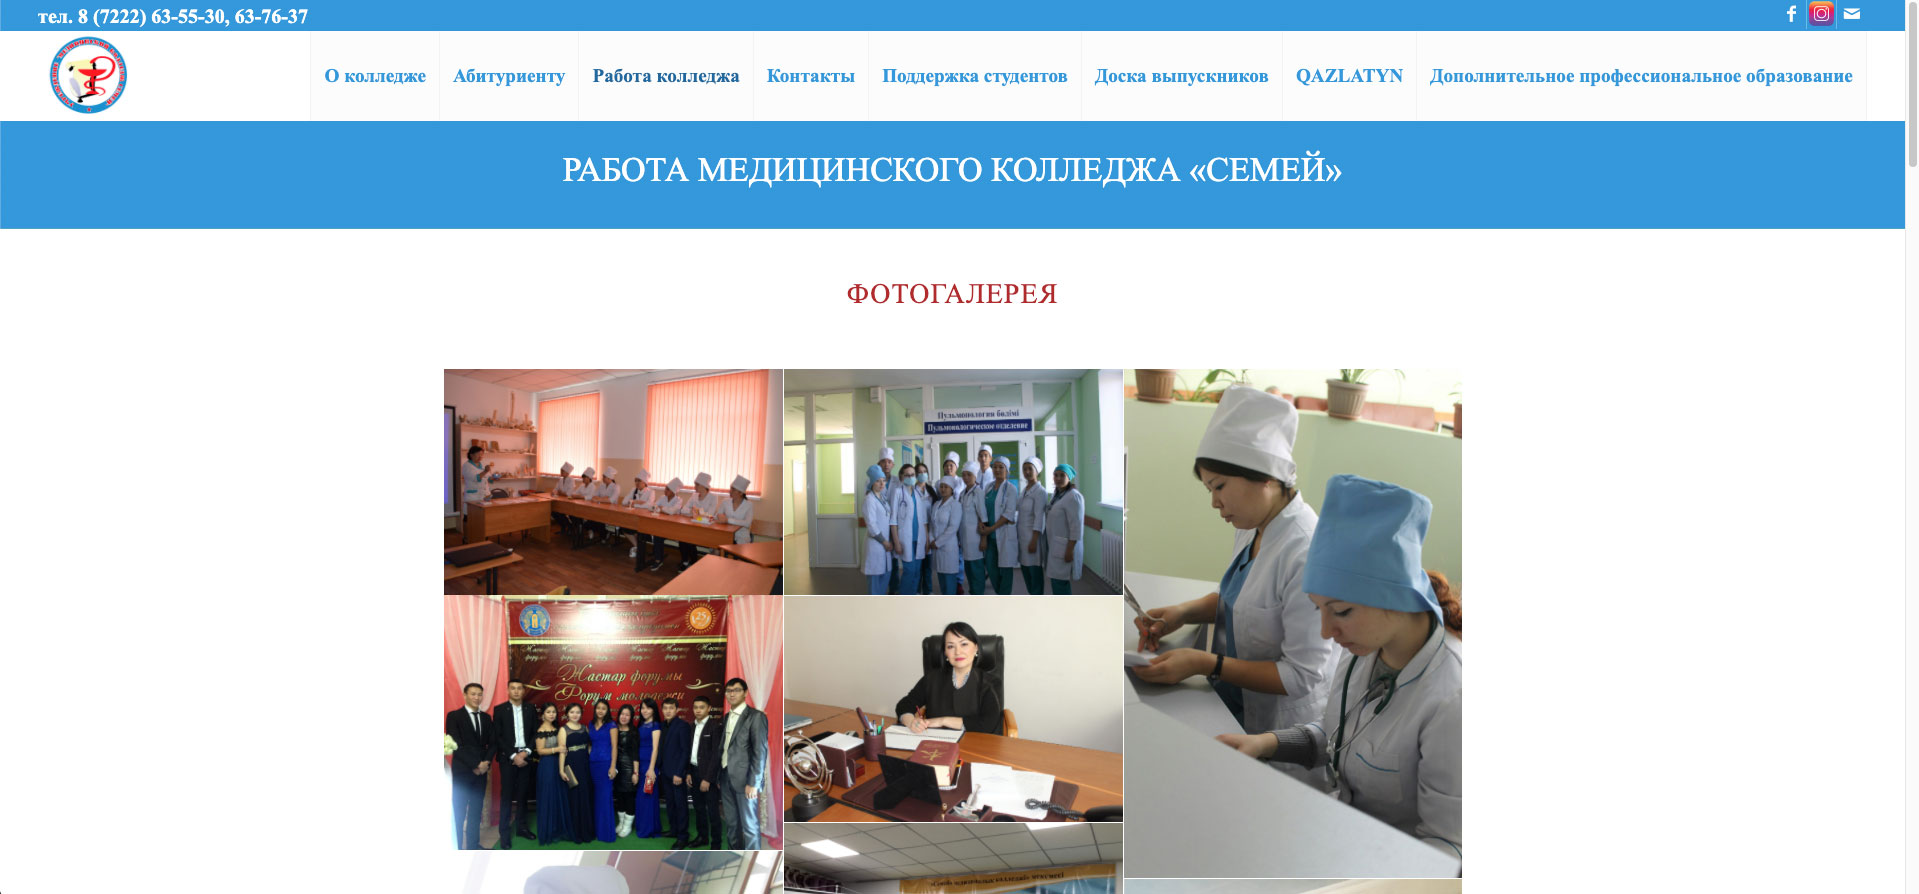 тел. 8 (7222) 63-55-30, 63-76-37
О колледже
Абитуриенту
Работа колледжа
Контакты
Поддержка студентов
Доска выпускников
QAZLATYN
Дополнительное профессиональное образование
РАБОТА МЕДИЦИНСКОГО КОЛЛЕДЖА «СЕМЕЙ»
ФОТОГАЛЕРЕЯ
Пульмонология бөлімі
Пульмонологическое отделение
25
Жастар форумы
Форум молодежи